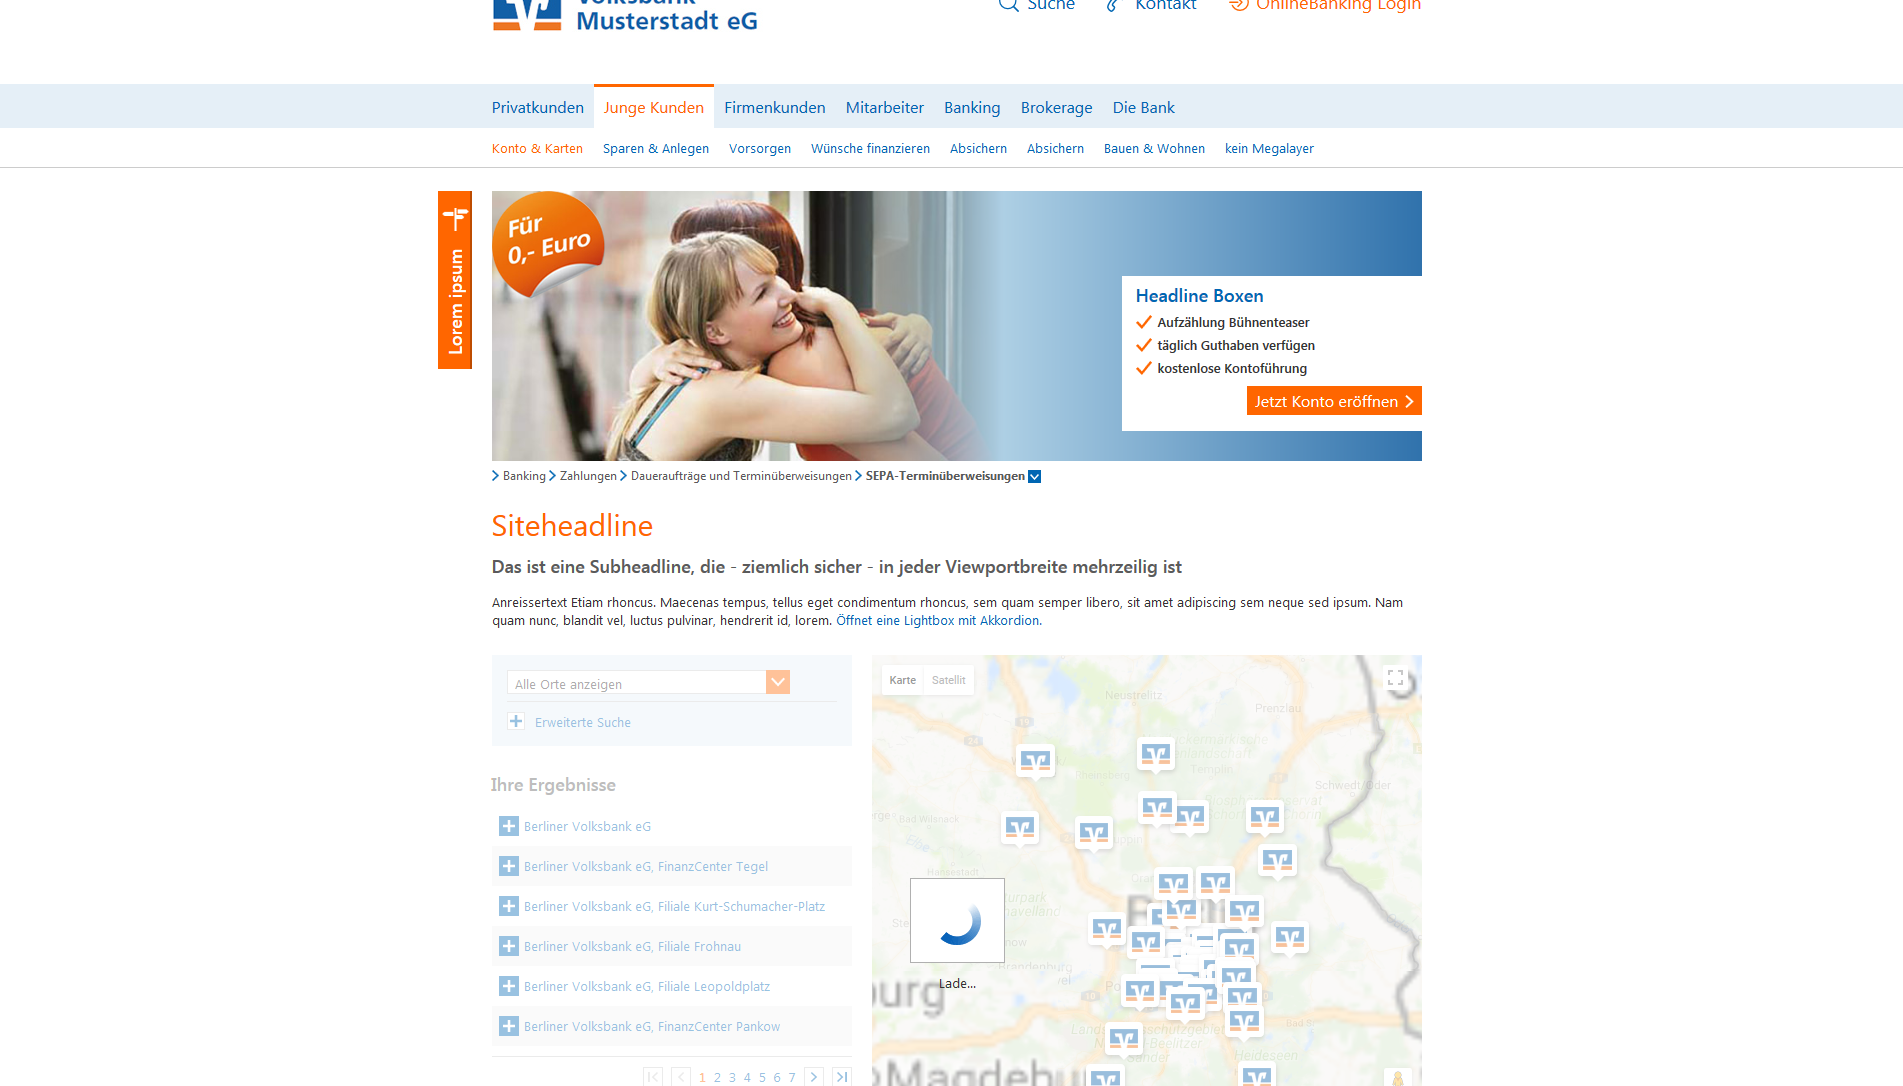 Volksbank
Musterstadt eG
Suche
Kontakt
OnlineBanking Login
Privatkunden
Junge Kunden
Firmenkunden
Mitarbeiter
Banking
Brokerage
Die Bank
Konto & Karten
Sparen & Anlegen
Vorsorgen
Wünsche finanzieren
Absichern
Absichern
Bauen & Wohnen
kein Megalayer
Lorem ipsum
Für
0,- Euro
Headline Boxen
Aufzählung Bühnenteaser
täglich Guthaben verfügen
kostenlose Kontoführung
Jetzt Konto eröffnen
Banking
Zahlungen
Daueraufträge und Terminüberweisungen
SEPA-Terminüberweisungen
Siteheadline
Das ist eine Subheadline, die - ziemlich sicher - in jeder Viewportbreite mehrzeilig ist
Anreissertext Etiam rhoncus. Maecenas tempus, tellus eget condimentum rhoncus, sem quam semper libero, sit amet adipiscing sem neque sed ipsum. Nam
quam nunc, blandit vel, luctus pulvinar, hendrerit id, lorem. Öffnet eine Lightbox mit Akkordion.
Alle Orte anzeigen
Erweiterte Suche
Ihre Ergebnisse
Berliner Volksbank eG
Berliner Volksbank eG, FinanzCenter Tegel
Berliner Volksbank eG, Filiale Kurt-Schumacher-Platz
Berliner Volksbank eG, Filiale Frohnau
Berliner Volksbank eG, Filiale Leopoldplatz
Berliner Volksbank eG, FinanzCenter Pankow
1 2 3 4 5 6 7
Karte
Satellit
Neustrelitz
Prenzlau
19
24
Templin
Rheinsberg
Schwedt/Oder
Bad Wilsnack
Elbe
Hansestadt
Lade...
Brandenburg
10
Heideseen
Magdebu